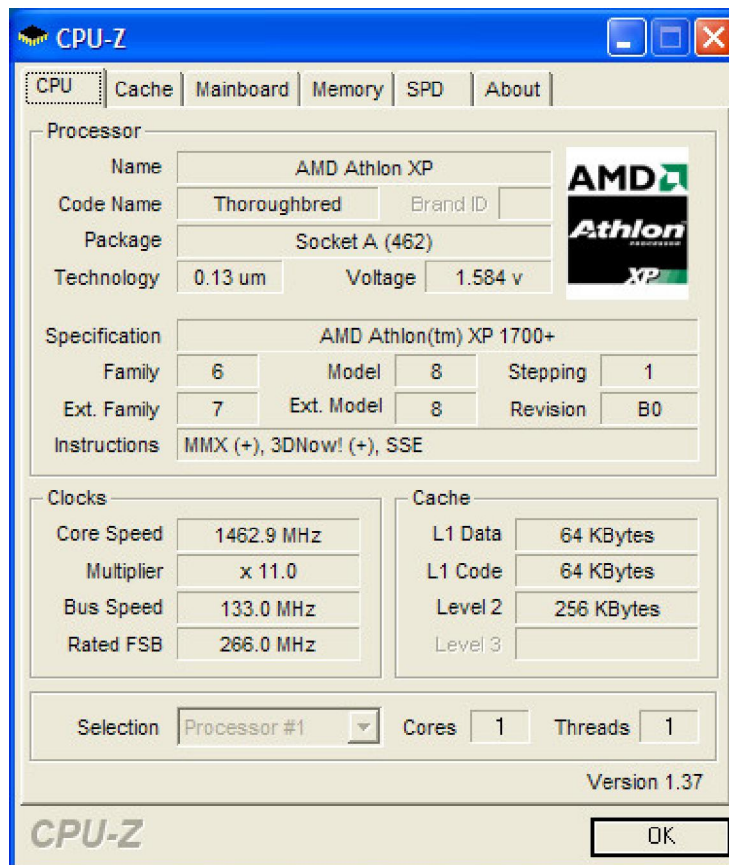 CPU-Z
CPU Cache Mainboard Memory SPD About
Processor
Name AMD Athlon XP
Code Name Thoroughbred Brand ID
Package Socket A (462)
Technology 0.13 um Voltage 1.584 v
AMD
Athlon
PROCESSOR
XP
Specification AMD Athlon(tm) XP 1700+
Family 6 Model 8 Stepping 1
Ext. Family 7 Ext. Model 8 Revision B0
Instructions MMX (+), 3DNow! (+), SSE
Clocks
Core Speed 1462.9 MHz
Multiplier x 11.0
Bus Speed 133.0 MHz
Rated FSB 266.0 MHz
Cache
L1 Data 64 KBytes
L1 Code 64 KBytes
Level 2 256 KBytes
Level 3
Selection Processor #1 Cores 1 Threads 1
Version 1.37
CPU-Z OK